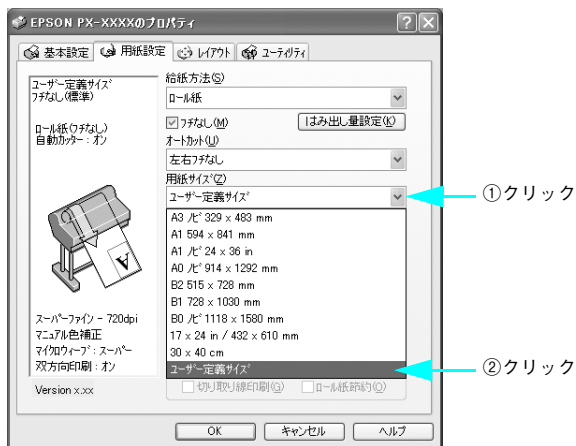 EPSON PX-XXXXのプロパティ
基本設定
用紙設定
レイアウト
ユーティリティ
ユーザー定義サイズ
フチなし(標準)
ロール紙(フチなし)
自動カッター:オン
A
スーパーファイン - 720dpi
マニュアル色補正
マイクロウィーブ:スーパー
双方向印刷:オン
Version x.xx
給紙方法(S)
ロール紙
フチなし(M)
はみ出し量設定(K)
オートカット(U)
左右フチなし
用紙サイズ(Z)
ユーザー定義サイズ
①クリック
A3 ノビ 329 x 483 mm
A1 594 x 841 mm
A1 ノビ 24 x 36 in
A0 ノビ 914 x 1292 mm
B2 515 x 728 mm
B1 728 x 1030 mm
B0 ノビ 1118 x 1580 mm
17 x 24 in / 432 x 610 mm
30 x 40 cm
ユーザー定義サイズ
②クリック
切り取り線印刷(G)
ロール紙節約(O)
OK
キャンセル
ヘルプ